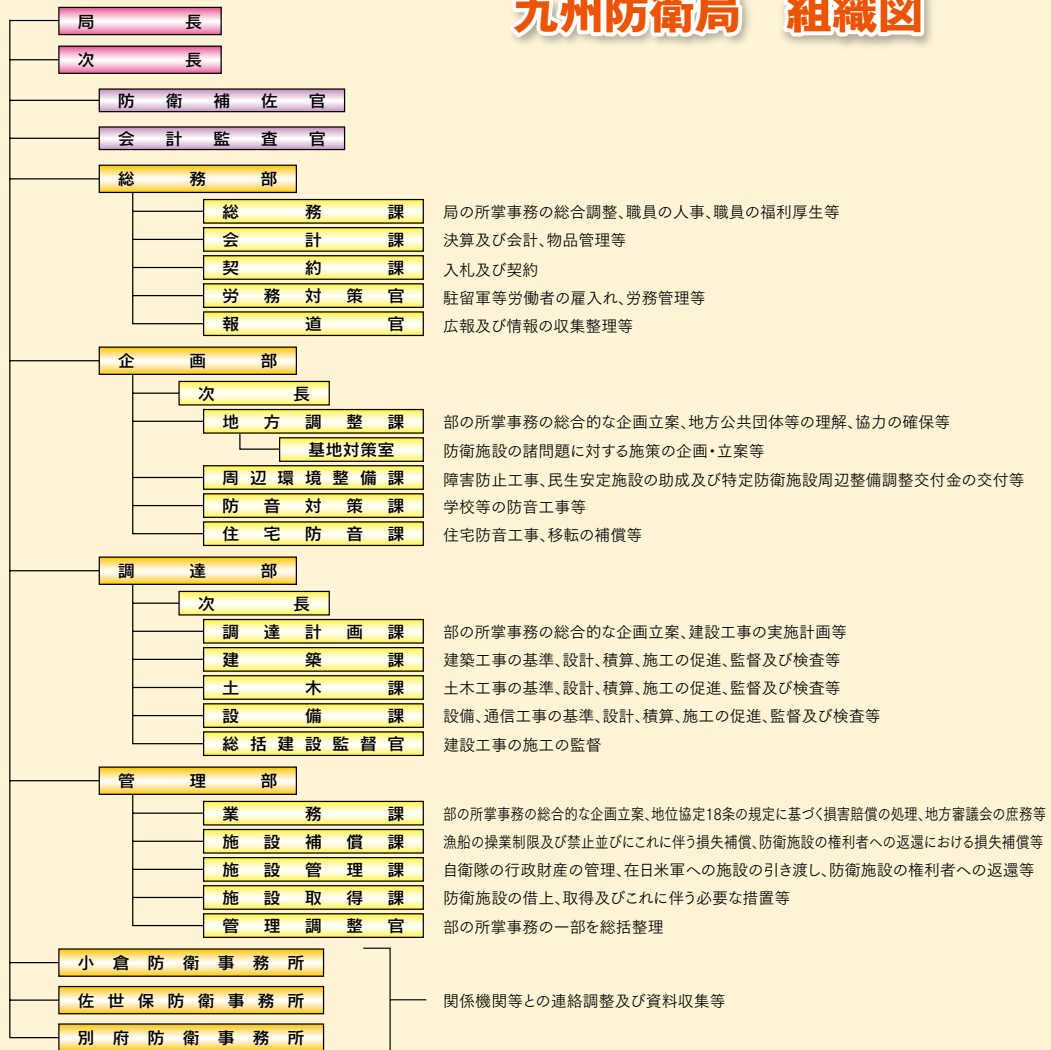 九州防衛局 組織図
局長
次長
防衛補佐官
会計監査官
総務部
総務課 局の所掌事務の総合調整、職員の人事、職員の福利厚生等
会計課 決算及び会計、物品管理等
契約課 入札及び契約
労務対策官 駐留軍等労働者の雇入れ、労務管理等
報道官 広報及び情報の収集整理等
企画部
次長
地方調整課 部の所掌事務の総合的な企画立案、地方公共団体等の理解、協力の確保等
基地対策室 防衛施設の諸問題に対する施策の企画・立案等
周辺環境整備課 障害防止工事、民生安定施設の助成及び特定防衛施設周辺整備調整交付金の交付等
防音対策課 学校等の防音工事等
住宅防音課 住宅防音工事、移転の補償等
調達部
次長
調達計画課 部の所掌事務の総合的な企画立案、建設工事の実施計画等
建築課 建築工事の基準、設計、積算、施工の促進、監督及び検査等
土木課 土木工事の基準、設計、積算、施工の促進、監督及び検査等
設備課 設備、通信工事の基準、設計、積算、施工の促進、監督及び検査等
総括建設監督官 建設工事の施工の監督
管理部
業務課 部の所掌事務の総合的な企画立案、地位協定18条の規定に基づく損害賠償の処理、地方審議会の庶務等
施設補償課 漁船の操業制限及び禁止並びにこれに伴う損失補償、防衛施設の権利者への返還における損失補償等
施設管理課 自衛隊の行政財産の管理、在日米軍への施設の引き渡し、防衛施設の権利者への返還等
施設取得課 防衛施設の借上、取得及びこれに伴う必要な措置等
管理調整官 部の所掌事務の一部を総括整理
小倉防衛事務所
佐世保防衛事務所 関係機関等との連絡調整及び資料収集等
別府防衛事務所